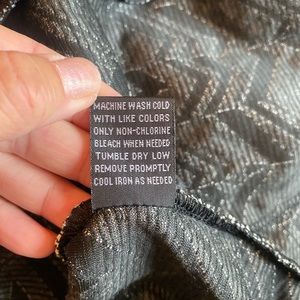 MACHINE WASH COLD
WITH LIKE COLORS
ONLY NON-CHLORINE
BLEACH WHEN NEEDED
TUMBLE DRY LOW
REMOVE PROMPTLY
COOL IRON AS NEEDED